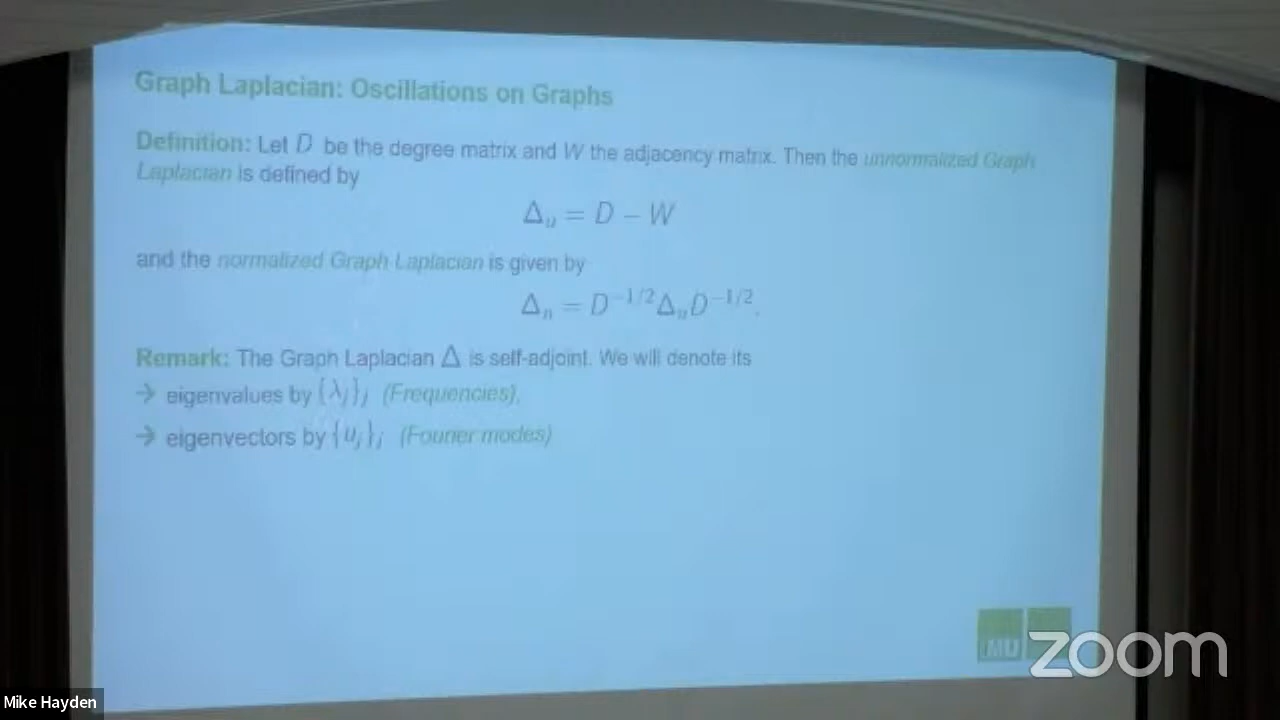 Graph Laplacian: Oscillations on Graphs
Definition: Let D be the degree matrix and W the adjacency matrix. Then the unnormalized Graph
Laplacian is defined by
Δ_u = D − W
and the normalized Graph Laplacian is given by
Δ_n = D^{−1/2}Δ_uD^{−1/2}.
Remark: The Graph Laplacian Δ is self-adjoint. We will denote its
→ eigenvalues by {λ_j}_j (Frequencies),
→ eigenvectors by {u_j}_j (Fourier modes)
MU
zoom
Mike Hayden